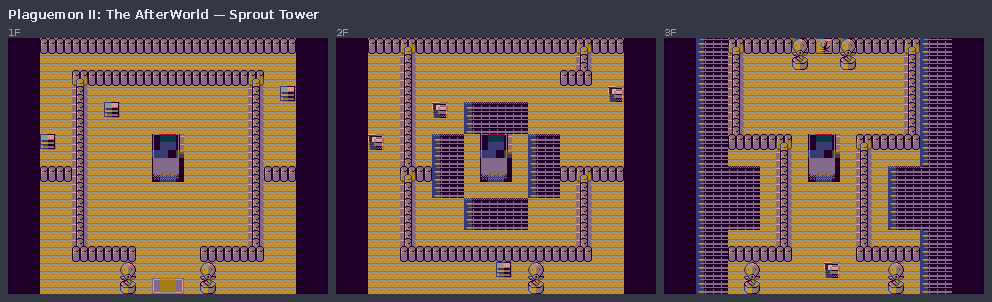 Plaguemon II: The AfterWorld — Sprout Tower
1F
2F
3F